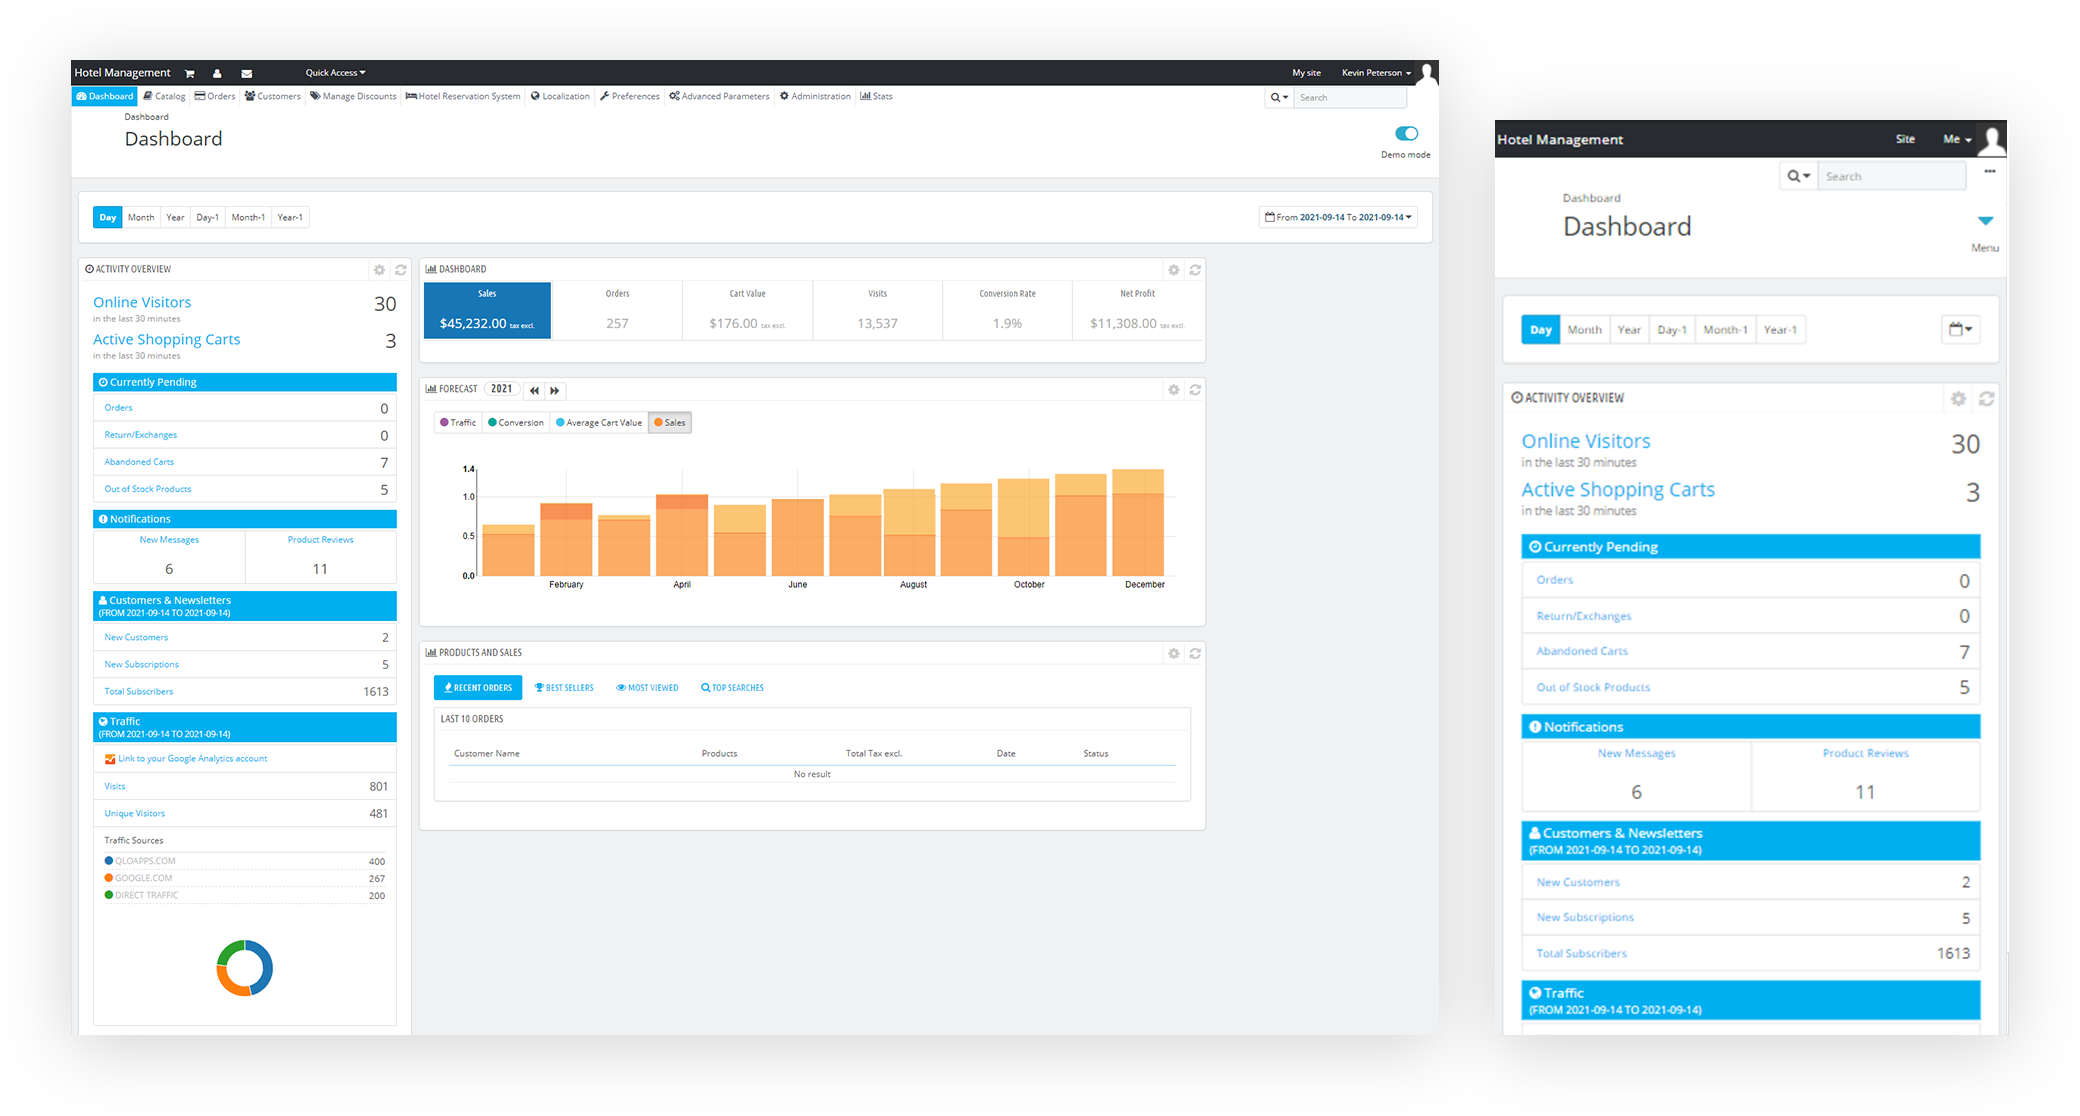 Hotel Management Quick Access My site Kevin Peterson
Dashboard Catalog Orders Customers Manage Discounts Hotel Reservation System Localization Preferences Advanced Parameters Administration Stats Search
Dashboard
Dashboard
Demo mode
Day Month Year Day-1 Month-1 Year-1 From 2021-09-14 To 2021-09-14
ACTIVITY OVERVIEW
Online Visitors 30
in the last 30 minutes
Active Shopping Carts 3
in the last 30 minutes
Currently Pending
Orders 0
Return/Exchanges 0
Abandoned Carts 7
Out of Stock Products 5
Notifications
New Messages Product Reviews
6 11
Customers & Newsletters
(FROM 2021-09-14 TO 2021-09-14)
New Customers 2
New Subscriptions 5
Total Subscribers 1613
Traffic
(FROM 2021-09-14 TO 2021-09-14)
Link to your Google Analytics account
Visits 801
Unique Visitors 481
Traffic Sources
QLOAPPS.COM 400
GOOGLE.COM 267
DIRECT TRAFFIC 200
DASHBOARD
Sales Orders Cart Value Visits Conversion Rate Net Profit
$45,232.00 tax excl. 257 $176.00 tax excl. 13,537 1.9% $11,308.00 tax excl.
FORECAST 2021
Traffic Conversion Average Cart Value Sales
1.4
1.0
0.5
0.0
February April June August October December
PRODUCTS AND SALES
RECENT ORDERS BEST SELLERS MOST VIEWED TOP SEARCHES
LAST 10 ORDERS
Customer Name Products Total Tax excl. Date Status
No result
Hotel Management Site Me
Search
Dashboard
Dashboard
Menu
Day Month Year Day-1 Month-1 Year-1
ACTIVITY OVERVIEW
Online Visitors 30
in the last 30 minutes
Active Shopping Carts 3
in the last 30 minutes
Currently Pending
Orders 0
Return/Exchanges 0
Abandoned Carts 7
Out of Stock Products 5
Notifications
New Messages Product Reviews
6 11
Customers & Newsletters
(FROM 2021-09-14 TO 2021-09-14)
New Customers 2
New Subscriptions 5
Total Subscribers 1613
Traffic
(FROM 2021-09-14 TO 2021-09-14)